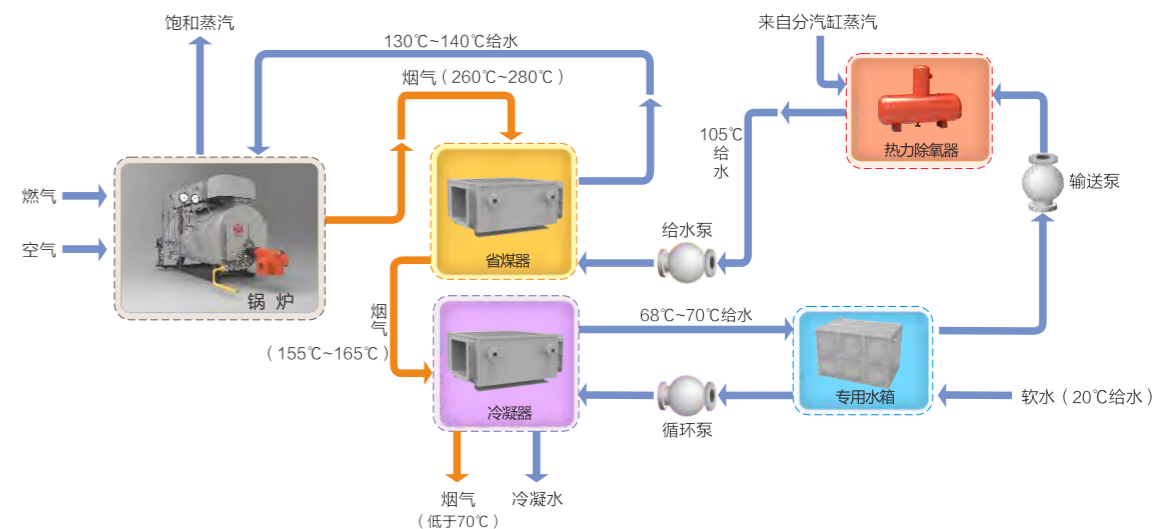 饱和蒸汽
来自分汽缸蒸汽
130℃~140℃给水
烟气（260℃~280℃）
105℃
给
水
热力除氧器
输送泵
燃气
空气
锅 炉
省煤器
给水泵
烟
气
（155℃~165℃）
68℃~70℃给水
冷凝器
循环泵
专用水箱
软水（20℃给水）
烟气
（低于70℃）
冷凝水